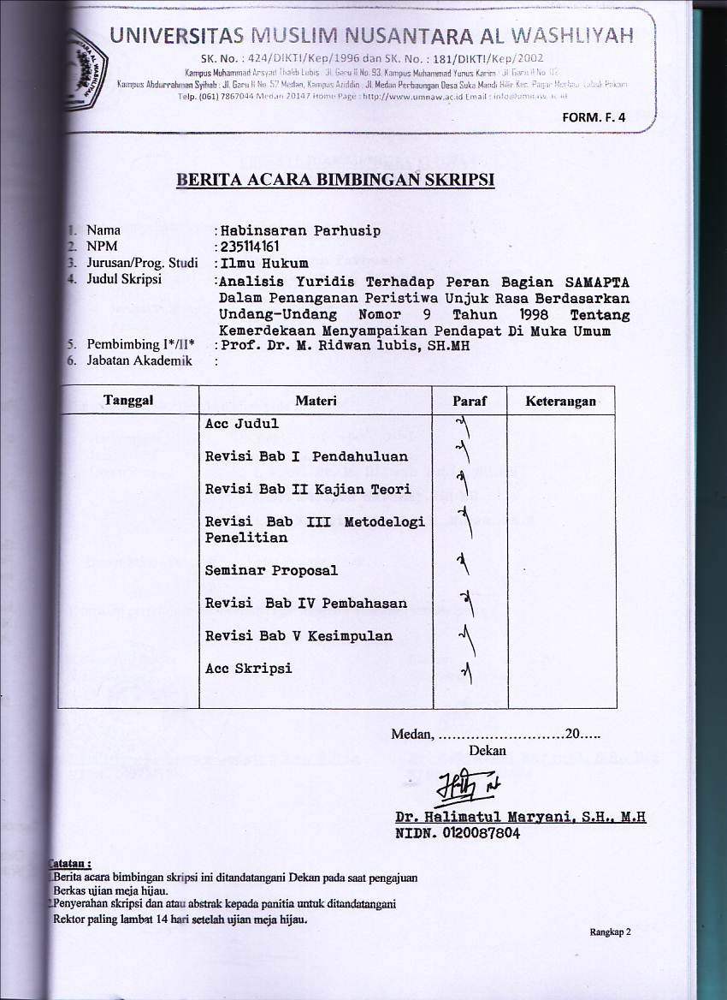 UNIVERSITAS MUSLIM NUSANTARA AL WASHLIYAH
SK. No. : 424/DIKTI/Kep/1996 dan SK. No. : 181/DIKTI/Kep/2002
Kampus Muhammad Arsyad Thalib Lubis : Jl. Garu II No. 93, Kampus Muhammad Yunus Karim : Jl. Garu II No. 02
Kampus Abdurrahman Syihab : Jl. Garu II No. 52 Medan, Kampus Aziddin : Jl. Medan Perbaungan Desa Suka Mandi Hilir Kec. Pagar Merbau Lubuk Pakam
Telp. (061) 7867044 Medan 20147 Home Page : http://www.umnaw.ac.id Email : info@umnaw.ac.id
FORM. F. 4
BERITA ACARA BIMBINGAN SKRIPSI
1. Nama : Habinsaran Parhusip
2. NPM : 235114161
3. Jurusan/Prog. Studi : Ilmu Hukum
4. Judul Skripsi :Analisis Yuridis Terhadap Peran Bagian SAMAPTA
Dalam Penanganan Peristiwa Unjuk Rasa Berdasarkan
Undang-Undang Nomor 9 Tahun 1998 Tentang
Kemerdekaan Menyampaikan Pendapat Di Muka Umum
5. Pembimbing I*/II* : Prof. Dr. M. Ridwan lubis, SH.MH
6. Jabatan Akademik :
Tanggal Materi Paraf Keterangan
Acc Judul
Revisi Bab I Pendahuluan
Revisi Bab II Kajian Teori
Revisi Bab III Metodelogi
Penelitian
Seminar Proposal
Revisi Bab IV Pembahasan
Revisi Bab V Kesimpulan
Acc Skripsi
Medan, ............................20.....
Dekan
Dr. Halimatul Maryani, S.H., M.H
NIDN. 0120087804
Catatan :
1.Berita acara bimbingan skripsi ini ditandatangani Dekan pada saat pengajuan
Berkas ujian meja hijau.
2.Penyerahan skripsi dan atau abstrak kepada panitia untuk ditandatangani
Rektor paling lambat 14 hari setelah ujian meja hijau.
Rangkap 2